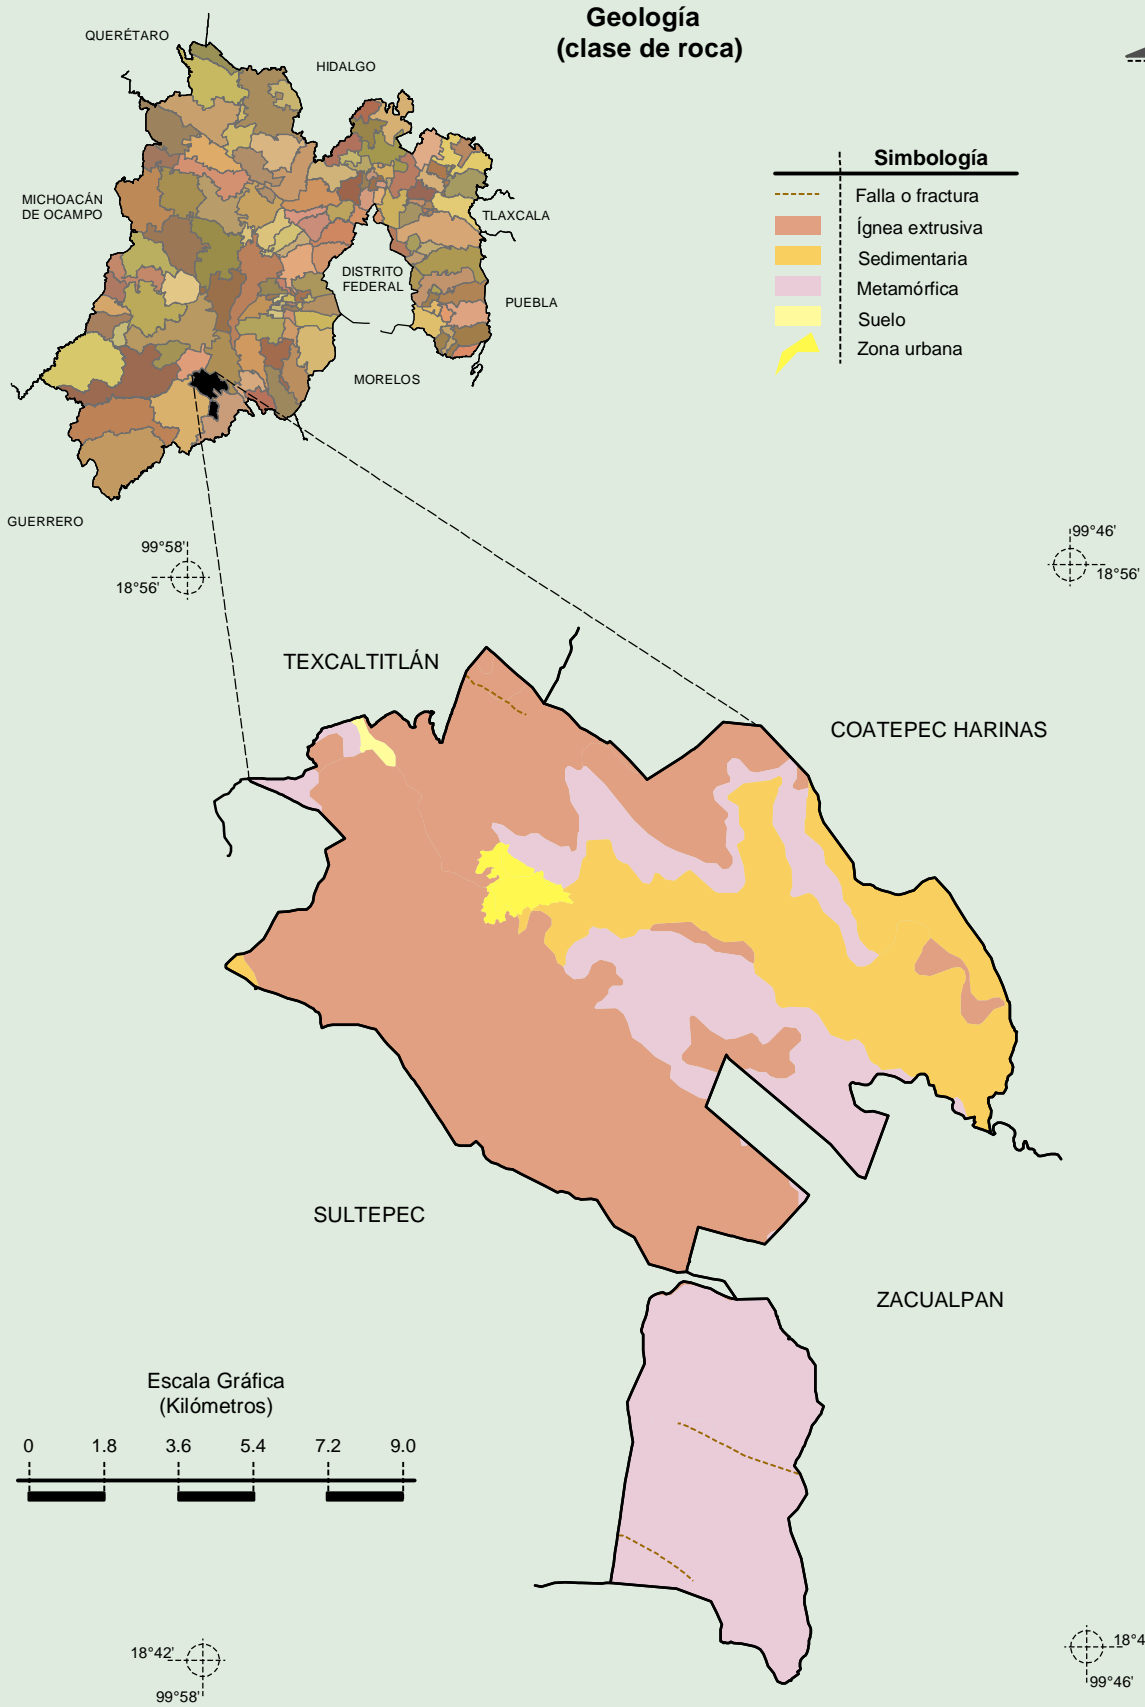 Geología
(clase de roca)
QUERÉTARO
HIDALGO
MICHOACÁN
DE OCAMPO
TLAXCALA
DISTRITO
FEDERAL
PUEBLA
MORELOS
GUERRERO
Simbología
Falla o fractura
Ígnea extrusiva
Sedimentaria
Metamórfica
Suelo
Zona urbana
99°58'
18°56'
99°46'
18°56'
TEXCALTITLÁN
COATEPEC HARINAS
SULTEPEC
ZACUALPAN
Escala Gráfica
(Kilómetros)
0 1.8 3.6 5.4 7.2 9.0
18°42'
99°58'
18°4
99°46'